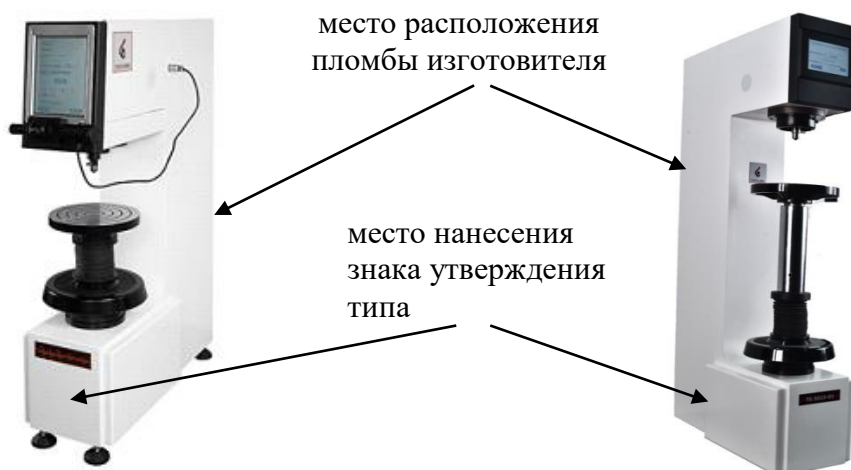 место расположения
пломбы изготовителя
место нанесения
знака утверждения
типа